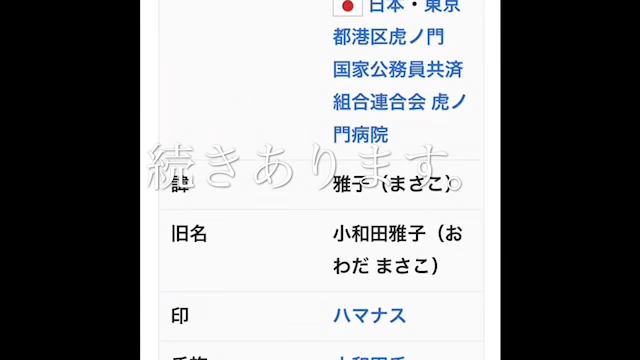 日本・東京
都港区虎ノ門
国家公務員共済
組合連合会 虎ノ
門病院
続きあります。
諱 雅子（まさこ）
旧名 小和田雅子（お
わだ まさこ）
印 ハマナス